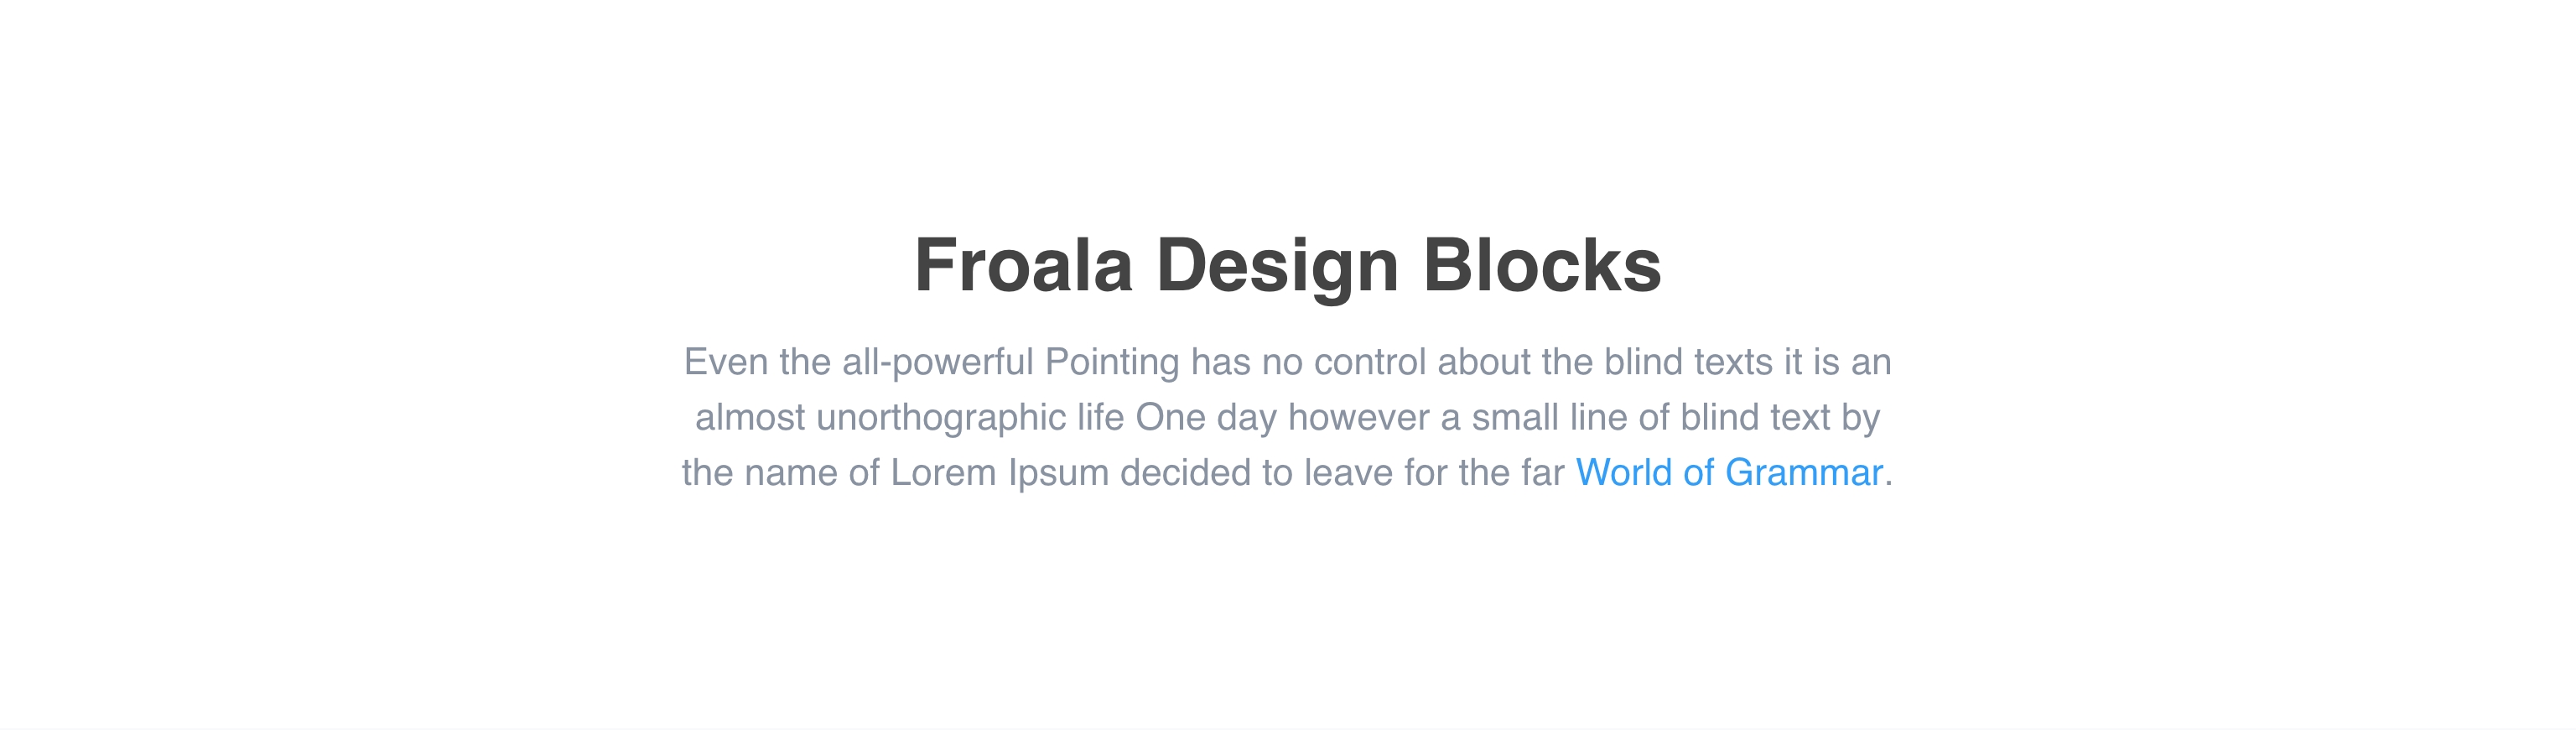 Froala Design Blocks
Even the all-powerful Pointing has no control about the blind texts it is an
almost unorthographic life One day however a small line of blind text by
the name of Lorem Ipsum decided to leave for the far World of Grammar.